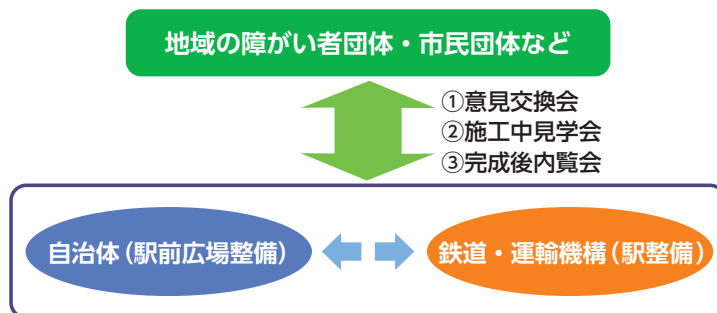 地域の障がい者団体・市民団体など
①意見交換会
②施工中見学会
③完成後内覧会
自治体（駅前広場整備）
鉄道・運輸機構（駅整備）